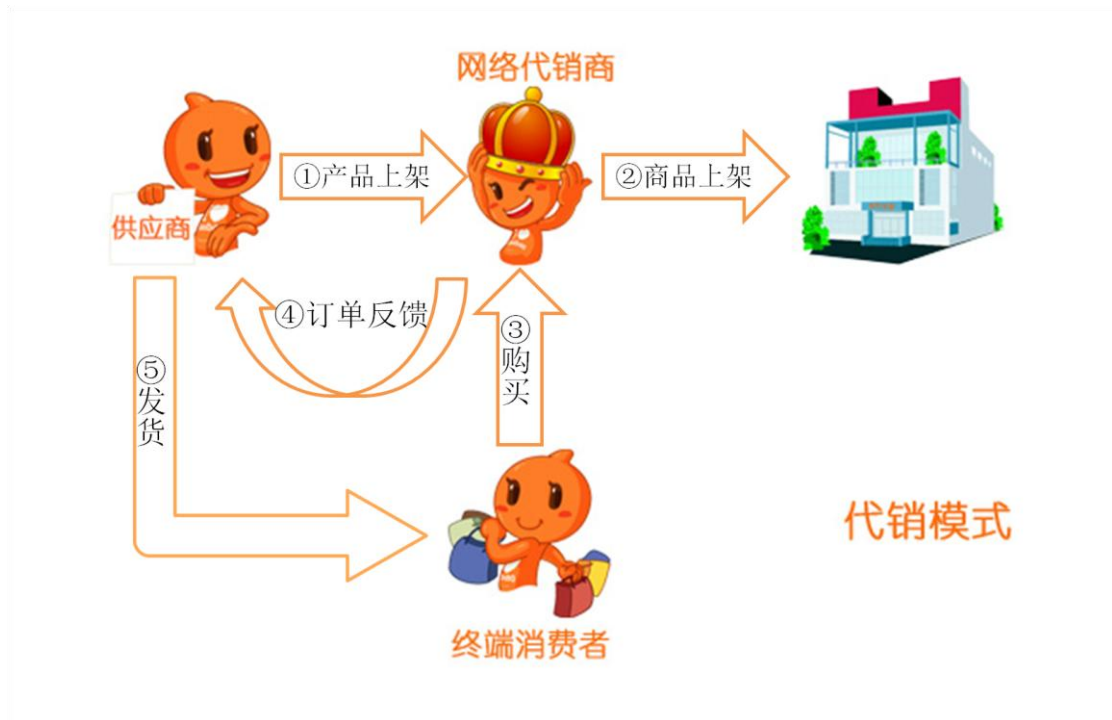 网络代销商
供应商
①产品上架
②商品上架
④订单反馈
③购买
⑤发货
终端消费者
代销模式